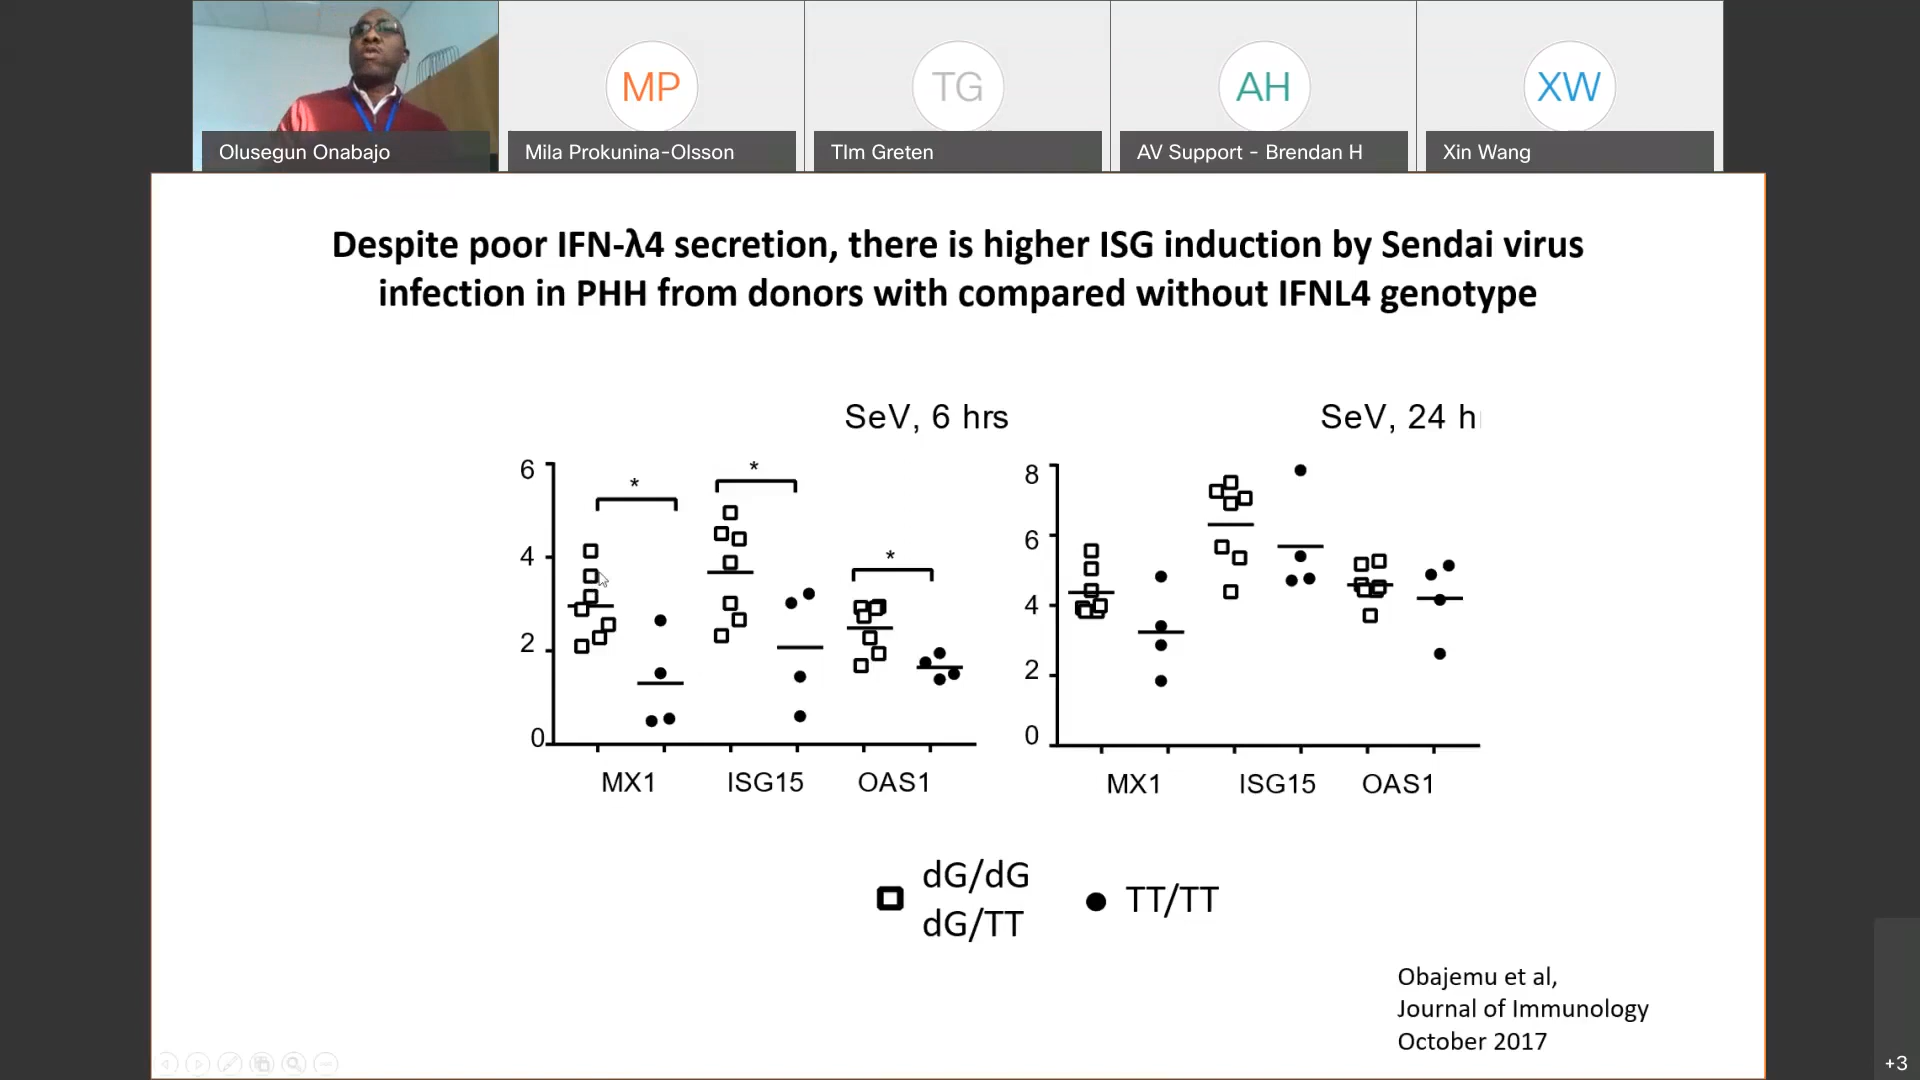 MP
TG
AH
XW
Olusegun Onabajo
Mila Prokunina-Olsson
TIm Greten
AV Support - Brendan H
Xin Wang
Despite poor IFN-λ4 secretion, there is higher ISG induction by Sendai virus
infection in PHH from donors with compared without IFNL4 genotype
SeV, 6 hrs
6
4
2
0
*
*
*
MX1
ISG15
OAS1
SeV, 24 h
8
6
4
2
0
MX1
ISG15
OAS1
dG/dG
dG/TT
TT/TT
Obajemu et al,
Journal of Immunology
October 2017
+3